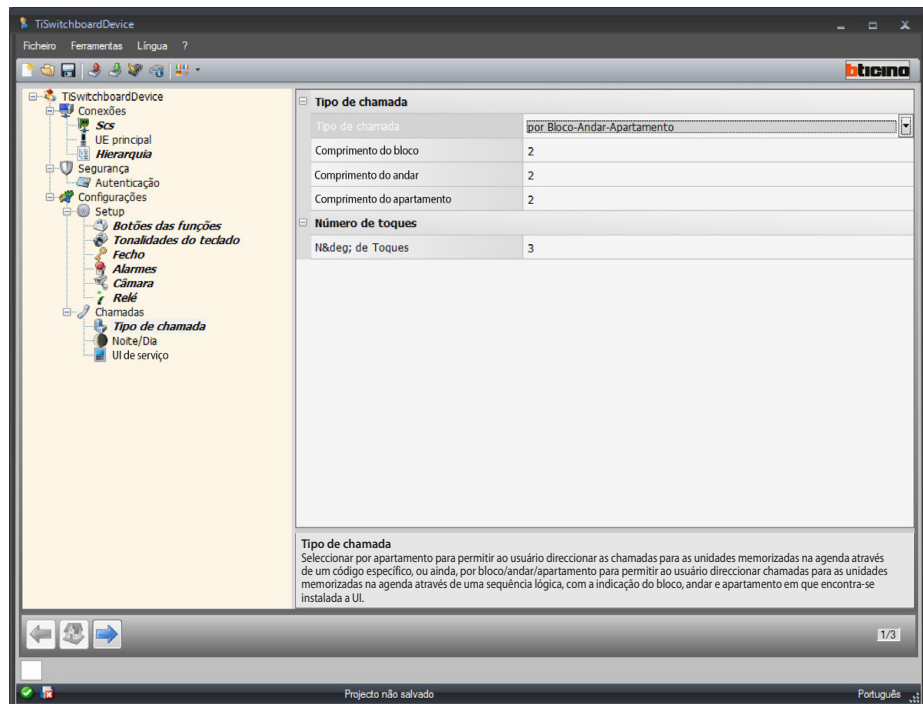 TiSwitchboardDevice
Ficheiro Ferramentas Língua ?
bticino
TiSwitchboardDevice
Conexões
Scs
UE principal
Hierarquia
Segurança
Autenticação
Configurações
Setup
Botões das funções
Tonalidades do teclado
Fecho
Alarmes
Câmara
Relé
Chamadas
Tipo de chamada
Noite/Dia
UI de serviço
Tipo de chamada
Tipo de chamada por Bloco-Andar-Apartamento
Comprimento do bloco 2
Comprimento do andar 2
Comprimento do apartamento 2
Número de toques
N&deg; de Toques 3
Tipo de chamada
Seleccionar por apartamento para permitir ao usuário direccionar as chamadas para as unidades memorizadas na agenda através
de um código específico, ou ainda, por bloco/andar/apartamento para permitir ao usuário direccionar chamadas para as unidades
memorizadas na agenda através de uma sequência lógica, com a indicação do bloco, andar e apartamento em que encontra-se
instalada a UI.
1/3
Projecto não salvado
Português